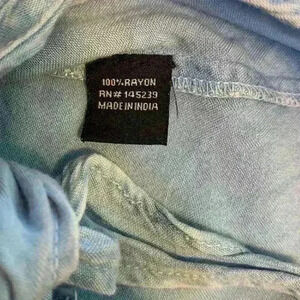 100% RAYON
RN# 145239
MADE IN INDIA